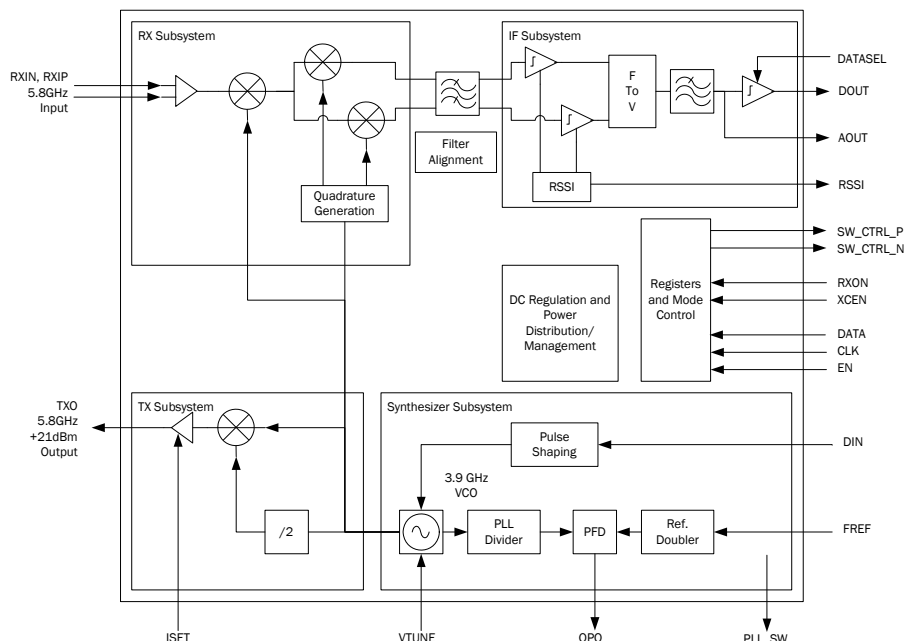 RX Subsystem
IF Subsystem
RXIN, RXIP
5.8GHz
Input
Filter
Alignment
Quadrature
Generation
F
To
V
RSSI
DATASEL
DOUT
AOUT
RSSI
SW_CTRL_P
SW_CTRL_N
RXON
XCEN
DATA
CLK
EN
DC Regulation and
Power
Distribution/
Management
Registers
and Mode
Control
TX Subsystem
Synthesizer Subsystem
TXO
5.8GHz
+21dBm
Output
Pulse
Shaping
DIN
3.9 GHz
VCO
/2
PLL
Divider
PFD
Ref.
Doubler
FREF
ISET
VTUNE
OPO
PLL_SW